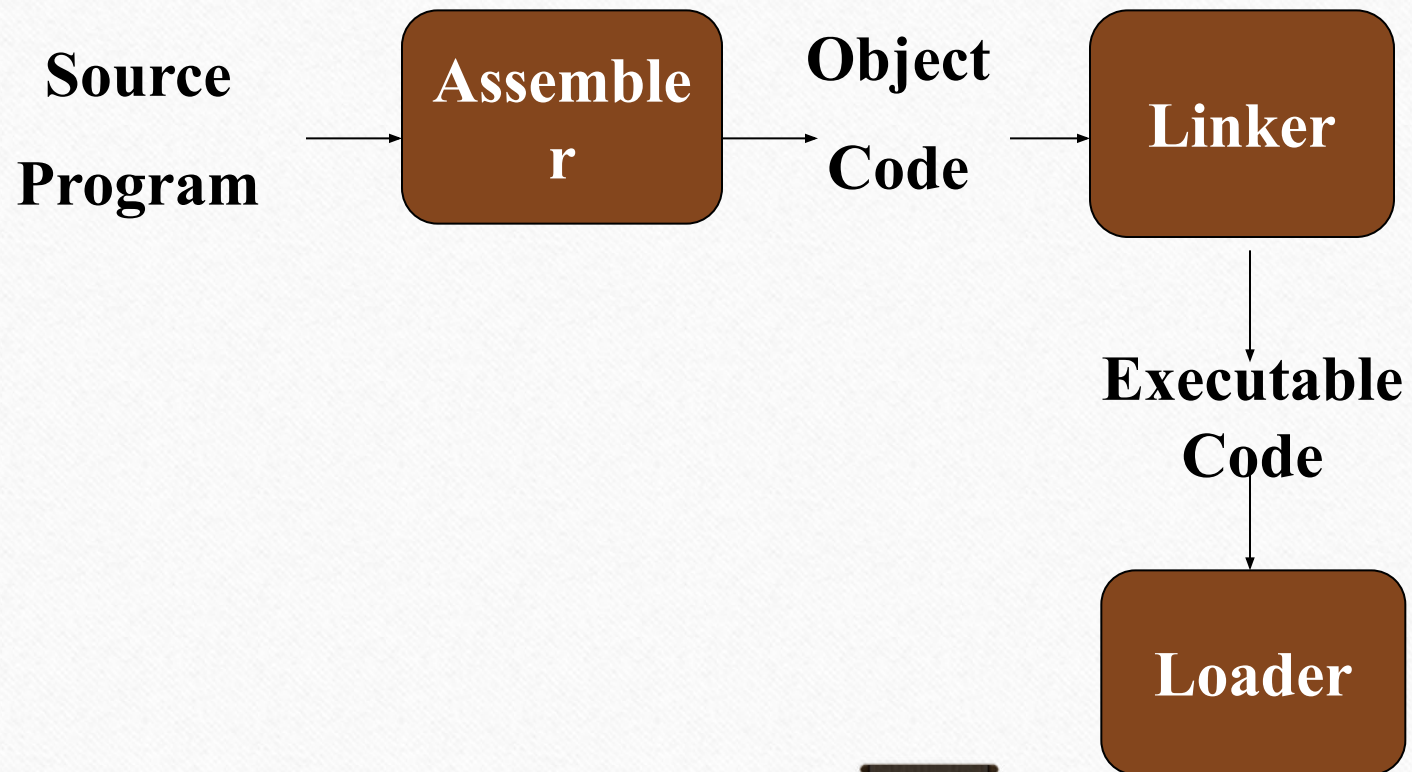 Source
Program
Assemble
r
Object
Code
Linker
Executable
Code
Loader